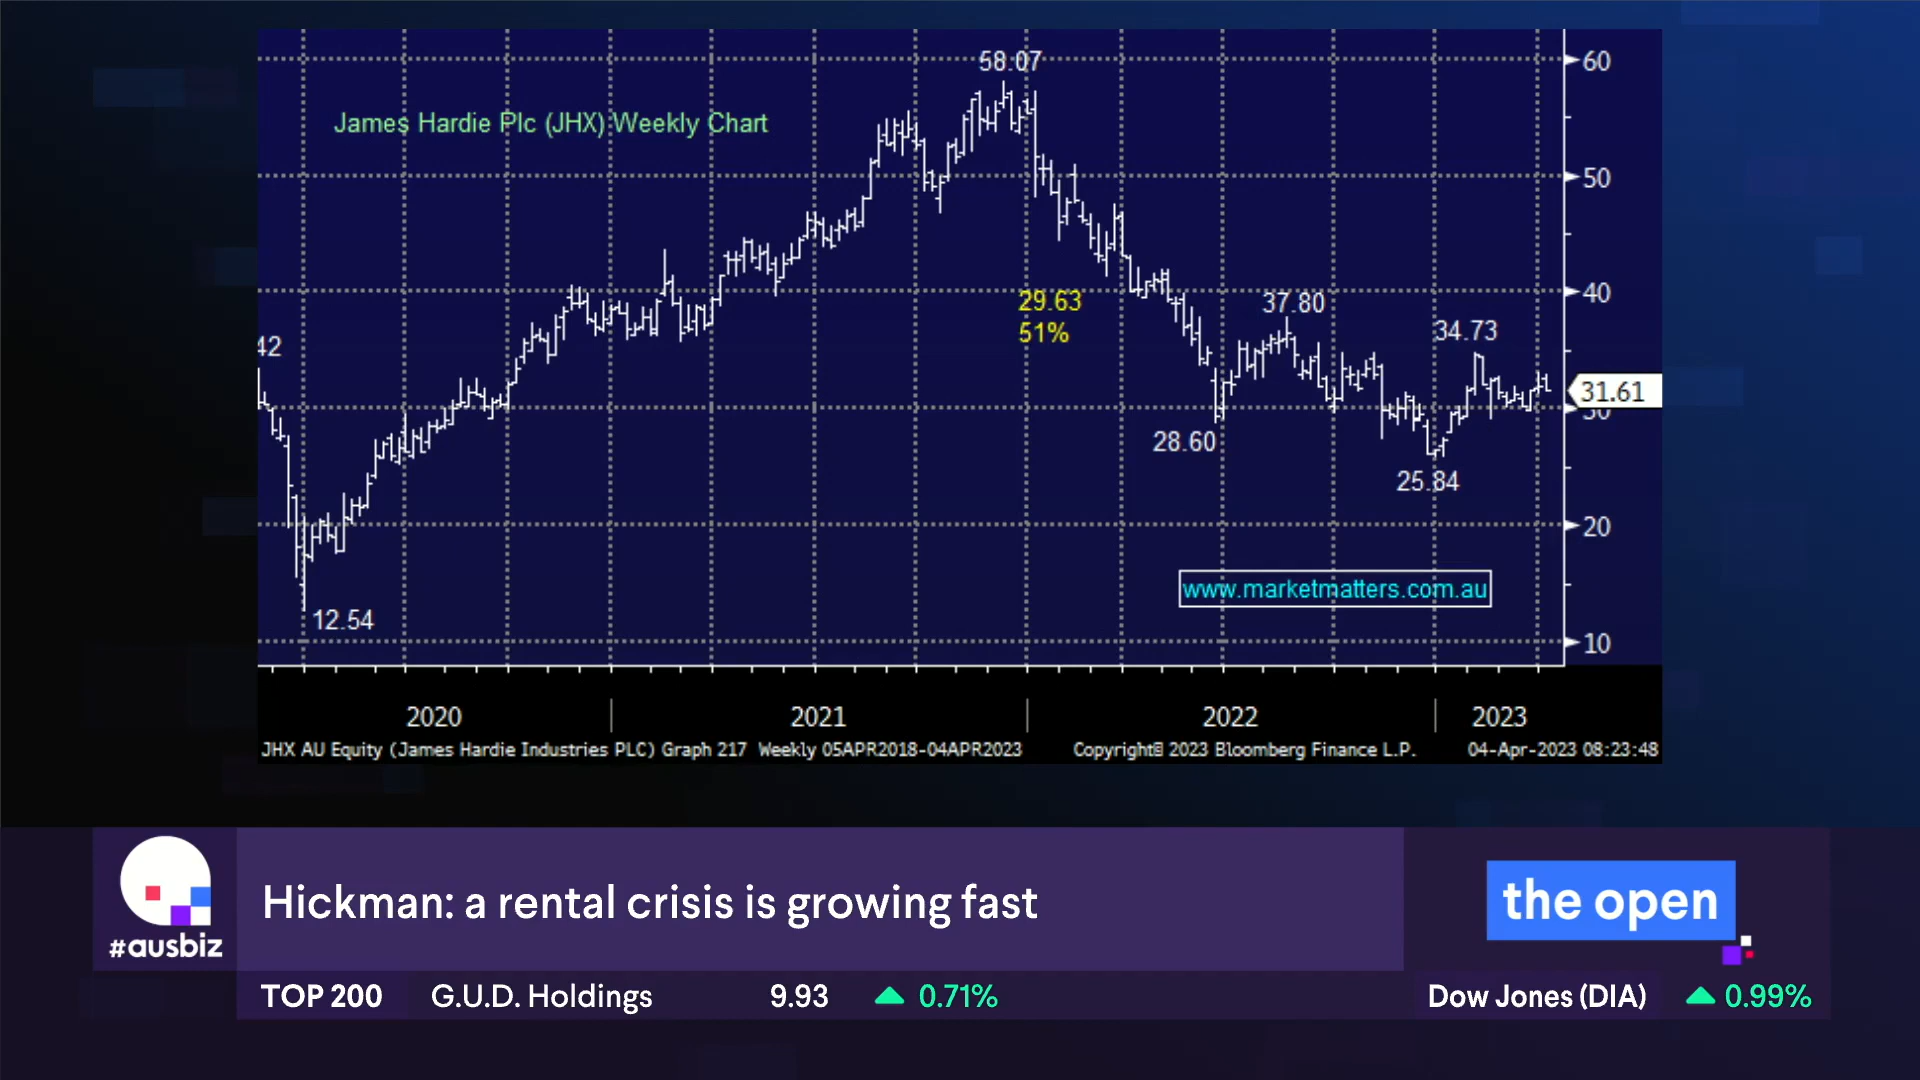 58.07
60
James Hardie Plc (JHX) Weekly Chart
50
29.63
51%
37.80
40
42
34.73
31.61
30
28.60
25.84
20
www.marketmatters.com.au
12.54
10
2020
2021
2022
2023
JHX AU Equity (James Hardie Industries PLC) Graph 217 Weekly 05APR2018-04APR2023
Copyright© 2023 Bloomberg Finance L.P.
04-Apr-2023 08:23:48
Hickman: a rental crisis is growing fast
the open
#ausbiz
TOP 200 G.U.D. Holdings 9.93 ▲ 0.71%
Dow Jones (DIA) ▲ 0.99%